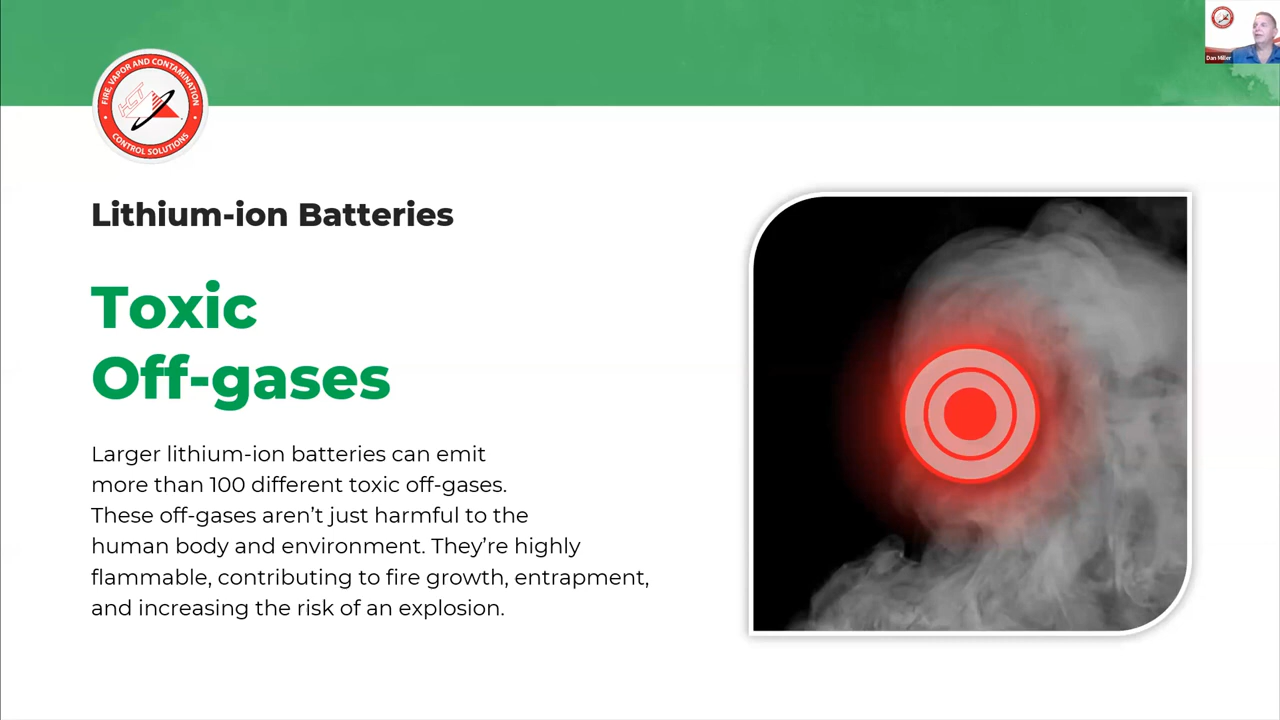 Dan Miller
FIRE, VAPOR AND CONTAMINATION
HCT
CONTROL SOLUTIONS
Lithium-ion Batteries
Toxic
Off-gases
Larger lithium-ion batteries can emit
more than 100 different toxic off-gases.
These off-gases aren’t just harmful to the
human body and environment. They’re highly
flammable, contributing to fire growth, entrapment,
and increasing the risk of an explosion.